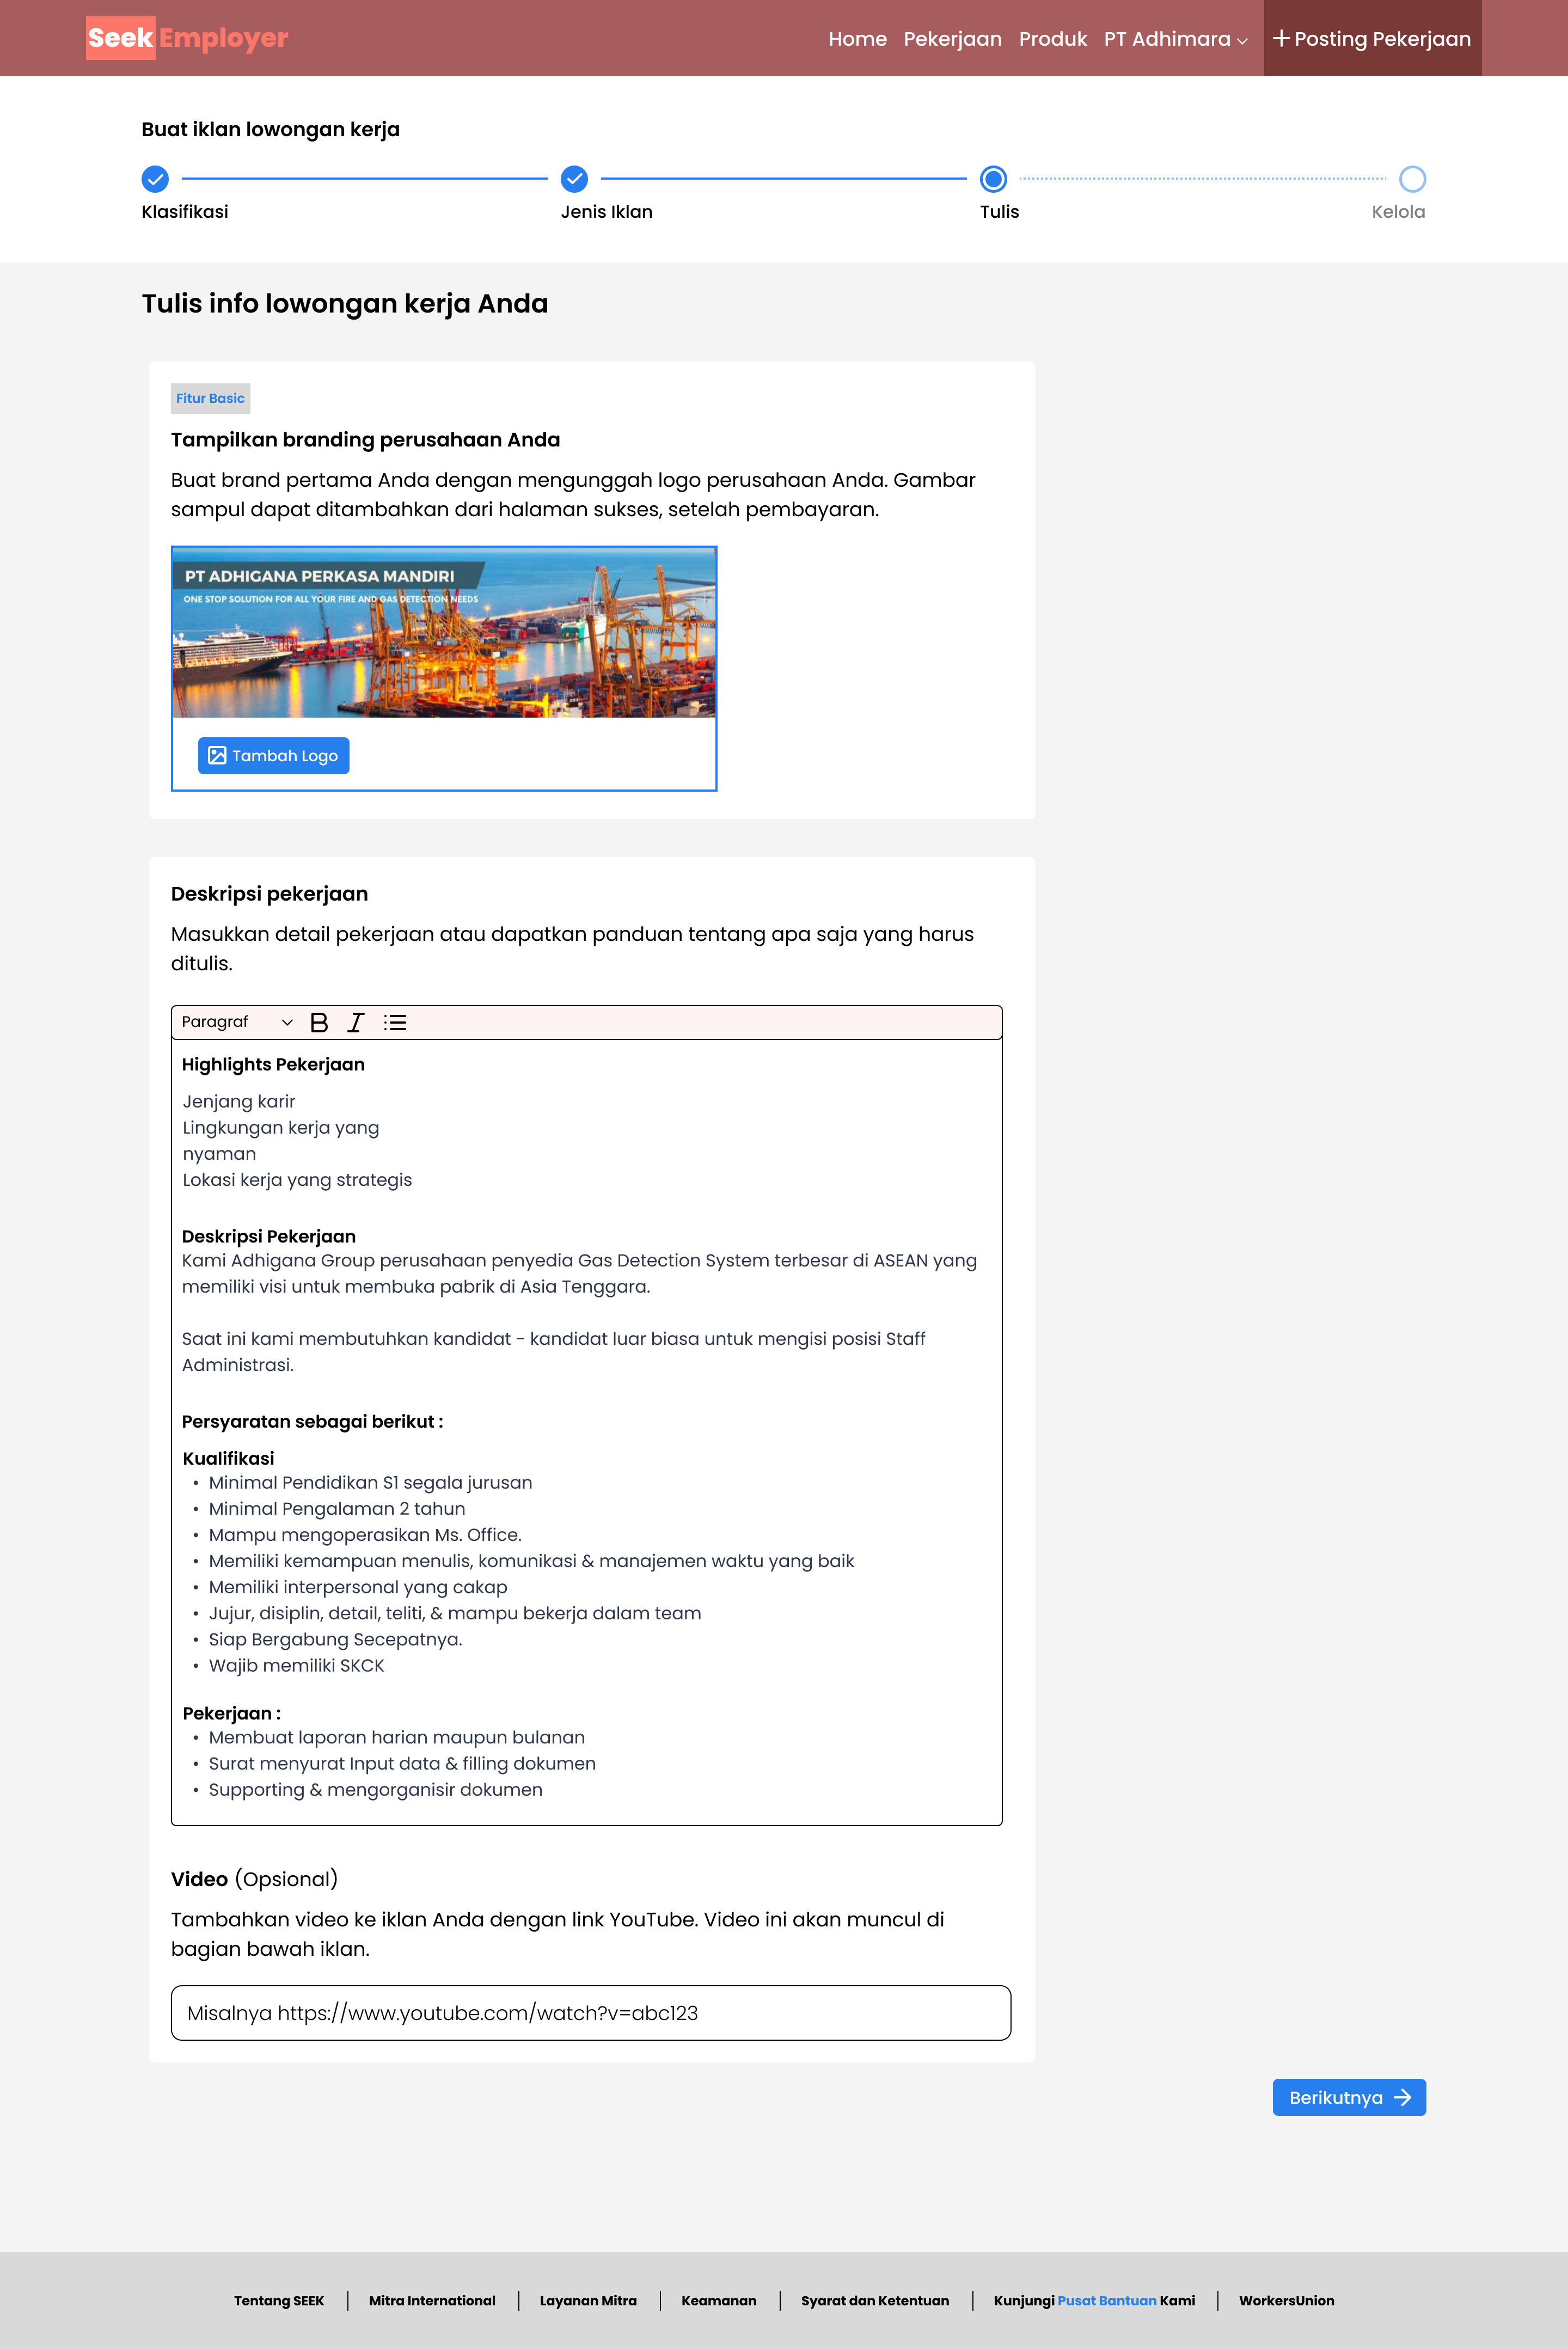 Seek Employer
Home Pekerjaan Produk PT Adhimara + Posting Pekerjaan
Buat iklan lowongan kerja
Klasifikasi Jenis Iklan Tulis Kelola
Tulis info lowongan kerja Anda
Fitur Basic
Tampilkan branding perusahaan Anda
Buat brand pertama Anda dengan mengunggah logo perusahaan Anda. Gambar
sampul dapat ditambahkan dari halaman sukses, setelah pembayaran.
PT ADHIGANA PERKASA MANDIRI
ONE STOP SOLUTION FOR ALL YOUR FIRE AND GAS DETECTION NEEDS
Tambah Logo
Deskripsi pekerjaan
Masukkan detail pekerjaan atau dapatkan panduan tentang apa saja yang harus
ditulis.
Paragraf B I
Highlights Pekerjaan
Jenjang karir
Lingkungan kerja yang
nyaman
Lokasi kerja yang strategis
Deskripsi Pekerjaan
Kami Adhigana Group perusahaan penyedia Gas Detection System terbesar di ASEAN yang
memiliki visi untuk membuka pabrik di Asia Tenggara.
Saat ini kami membutuhkan kandidat - kandidat luar biasa untuk mengisi posisi Staff
Administrasi.
Persyaratan sebagai berikut :
Kualifikasi
• Minimal Pendidikan S1 segala jurusan
• Minimal Pengalaman 2 tahun
• Mampu mengoperasikan Ms. Office.
• Memiliki kemampuan menulis, komunikasi & manajemen waktu yang baik
• Memiliki interpersonal yang cakap
• Jujur, disiplin, detail, teliti, & mampu bekerja dalam team
• Siap Bergabung Secepatnya.
• Wajib memiliki SKCK
Pekerjaan :
• Membuat laporan harian maupun bulanan
• Surat menyurat Input data & filling dokumen
• Supporting & mengorganisir dokumen
Video (Opsional)
Tambahkan video ke iklan Anda dengan link YouTube. Video ini akan muncul di
bagian bawah iklan.
Misalnya https://www.youtube.com/watch?v=abc123
Berikutnya
Tentang SEEK Mitra International Layanan Mitra Keamanan Syarat dan Ketentuan Kunjungi Pusat Bantuan Kami WorkersUnion